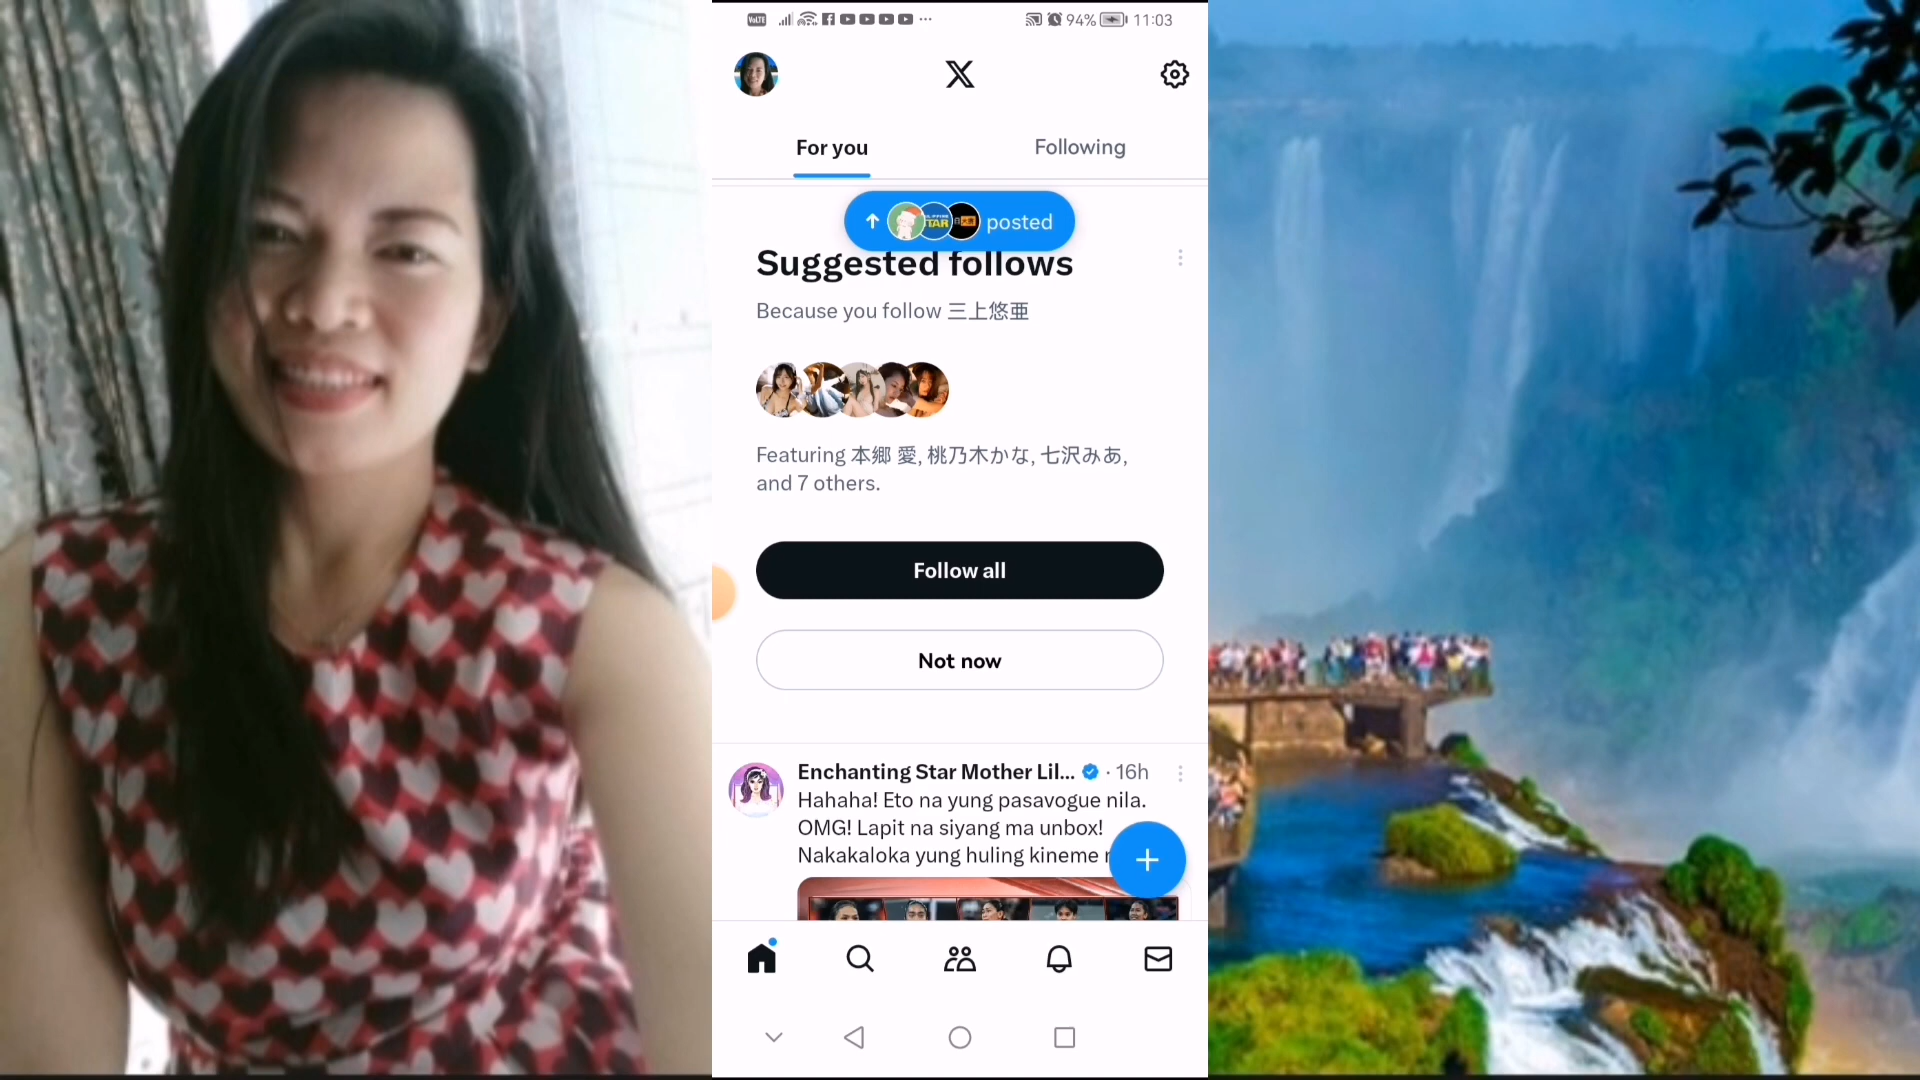 VoLTE 94% 11:03
X
For you Following
STAR posted
Suggested follows
Because you follow 三上悠亜
Featuring 本郷 愛, 桃乃木かな, 七沢みあ,
and 7 others.
Follow all
Not now
Enchanting Star Mother Lil... · 16h
Hahaha! Eto na yung pasavogue nila.
OMG! Lapit na siyang ma unbox!
Nakakaloka yung huling kineme